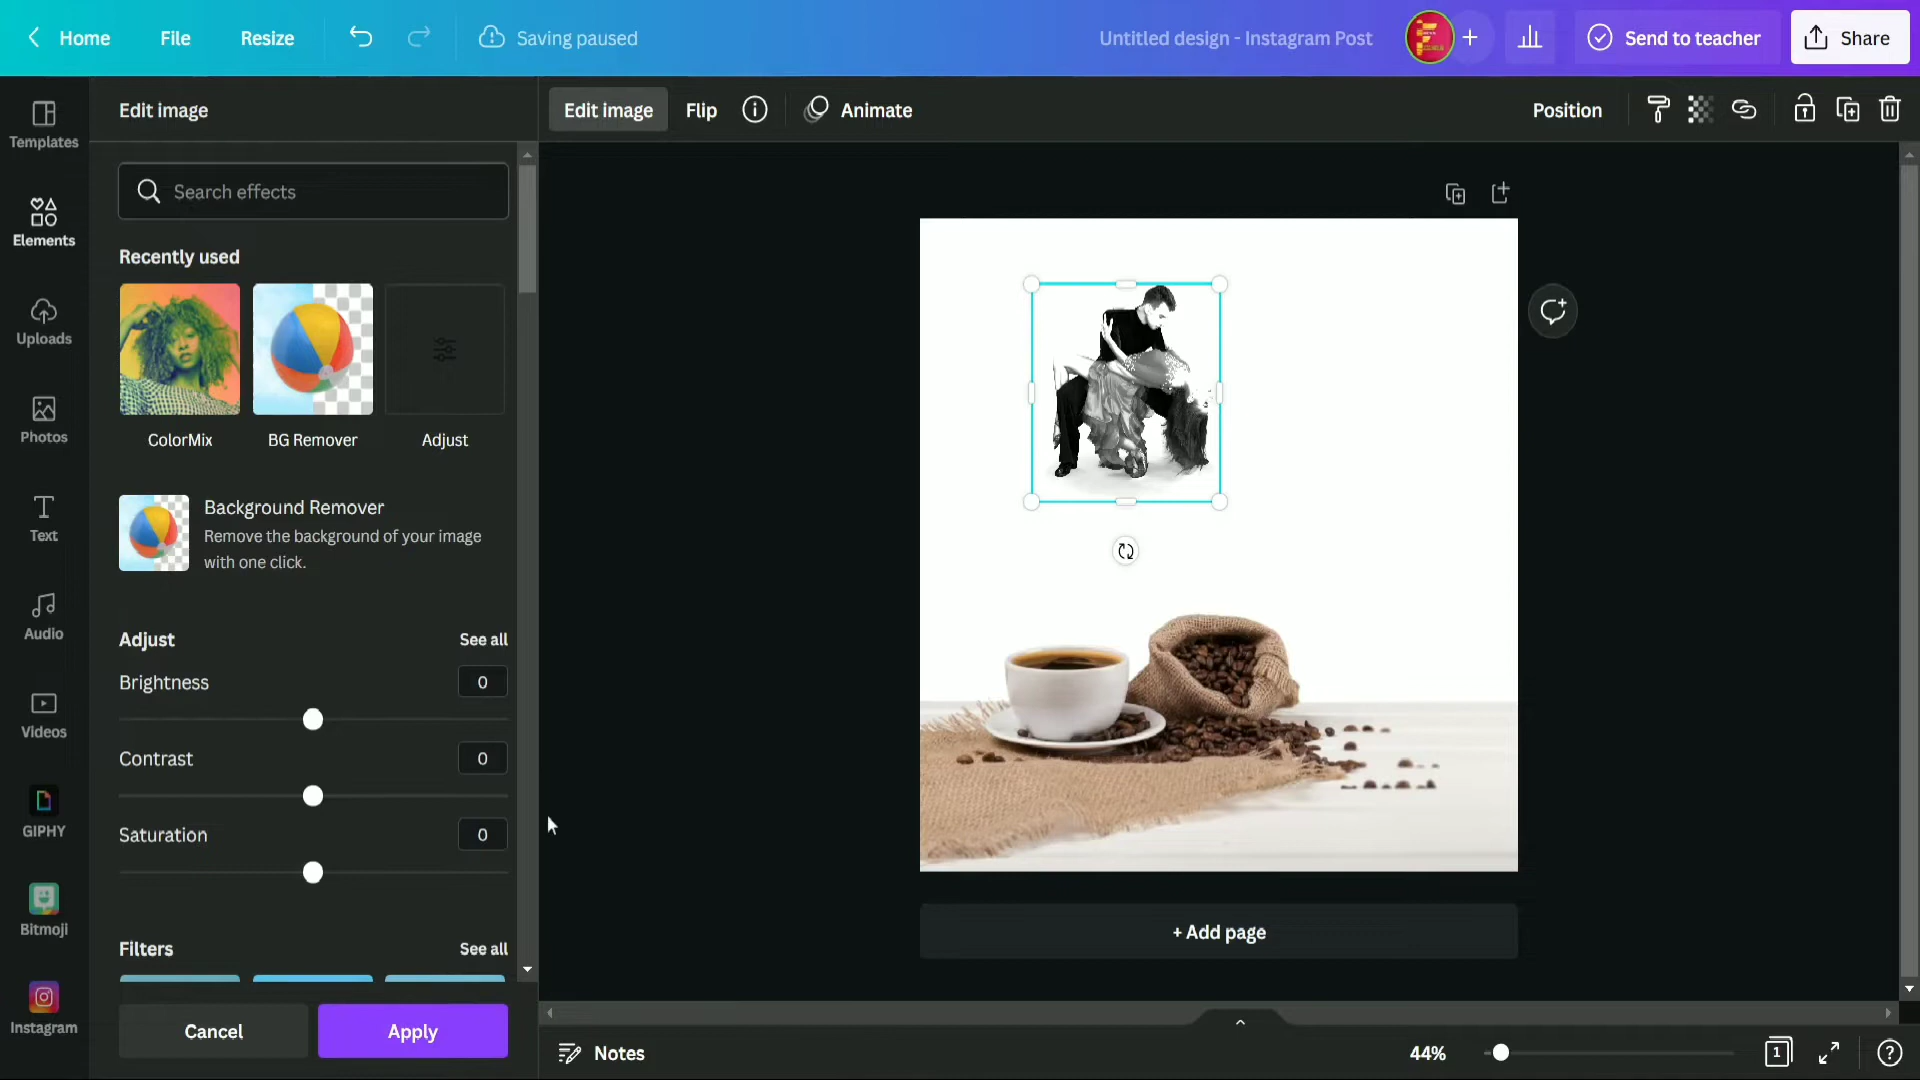 Home
File
Resize
Saving paused
Untitled design - Instagram Post
Send to teacher
Share
Templates
Elements
Uploads
Photos
Text
Audio
Videos
GIPHY
Bitmoji
Instagram
Edit image
Search effects
Recently used
ColorMix
BG Remover
Adjust
Background Remover
Remove the background of your image
with one click.
Adjust
See all
Brightness
0
Contrast
0
Saturation
0
Filters
See all
Cancel
Apply
Edit image
Flip
Animate
Position
+ Add page
Notes
44%
1